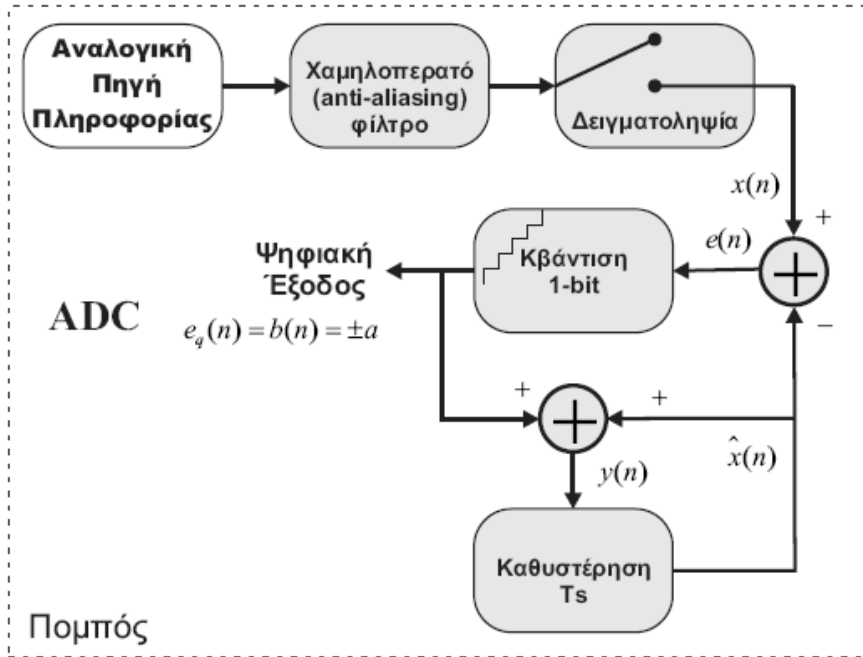 Αναλογική
Πηγή
Πληροφορίας
Χαμηλοπερατό
(anti-aliasing)
φίλτρο
Δειγματοληψία
x(n)
+
e(n)
Κβάντιση
1-bit
Ψηφιακή
Έξοδος
ADC
e_q(n) = b(n) = ±a
−
+
+
x̂(n)
y(n)
Καθυστέρηση
Ts
Πομπός